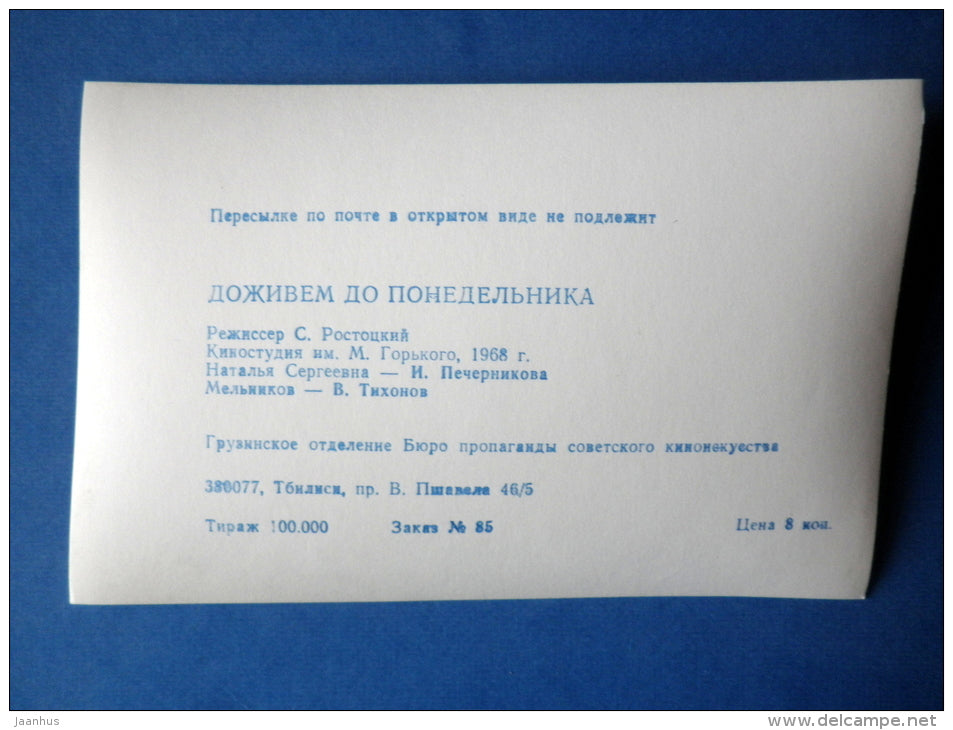 Пересылке по почте в открытом виде не подлежит
ДОЖИВЕМ ДО ПОНЕДЕЛЬНИКА
Режиссер С. Ростоцкий
Киностудия им. М. Горького, 1968 г.
Наталья Сергеевна — И. Печерникова
Мельников — В. Тихонов
Грузинское отделение Бюро пропаганды советского киноискусства
380077, Тбилиси, пр. В. Пшавела 46/5
Тираж 100.000 Заказ № 85 Цена 8 коп.
Jaanhus www.delcampe.net